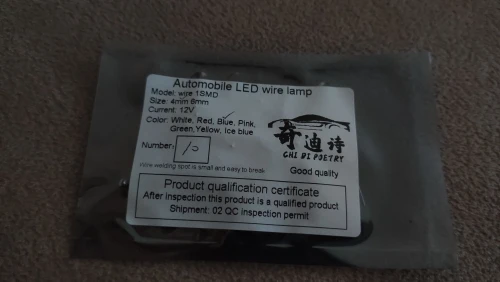 Automobile LED wire lamp
Model: wire 1SMD
Size: 4mm 6mm
Current: 12V
Color: White, Red, Blue, Pink,
Green,Yellow, Ice blue
Number: 10
奇迪诗
CHI DI POETRY
Wire welding spot is small and easy to break
Good quality
Product qualification certificate
After inspection this product is a qualified product
Shipment: 02 QC inspection permit